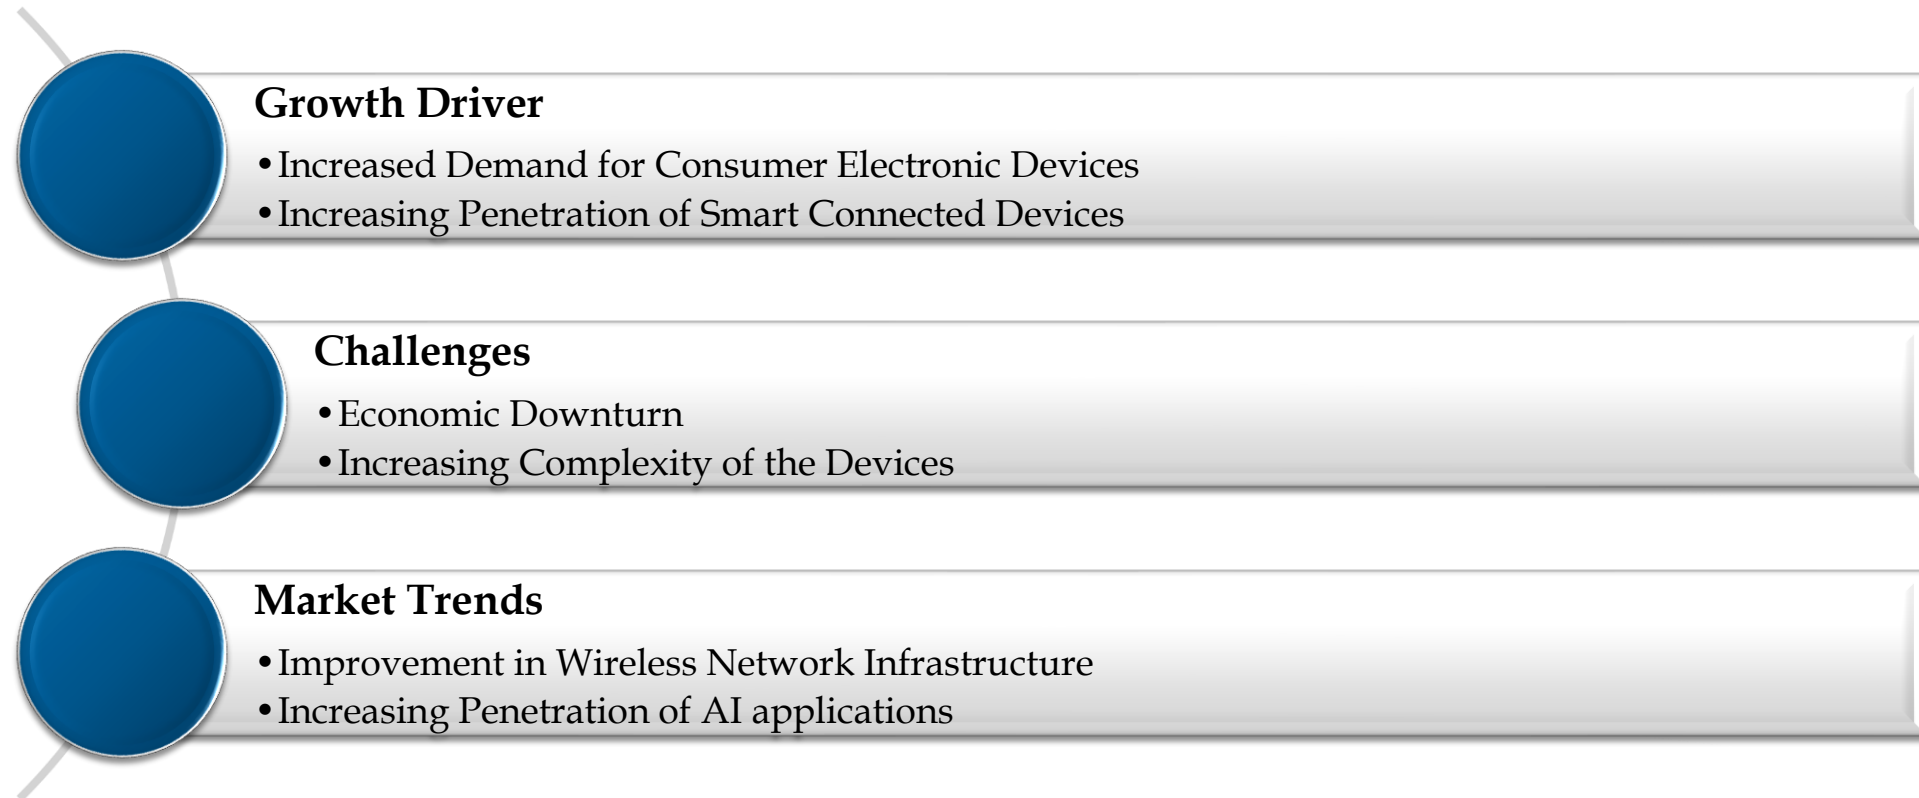 Growth Driver
•Increased Demand for Consumer Electronic Devices
•Increasing Penetration of Smart Connected Devices
Challenges
•Economic Downturn
•Increasing Complexity of the Devices
Market Trends
•Improvement in Wireless Network Infrastructure
•Increasing Penetration of AI applications